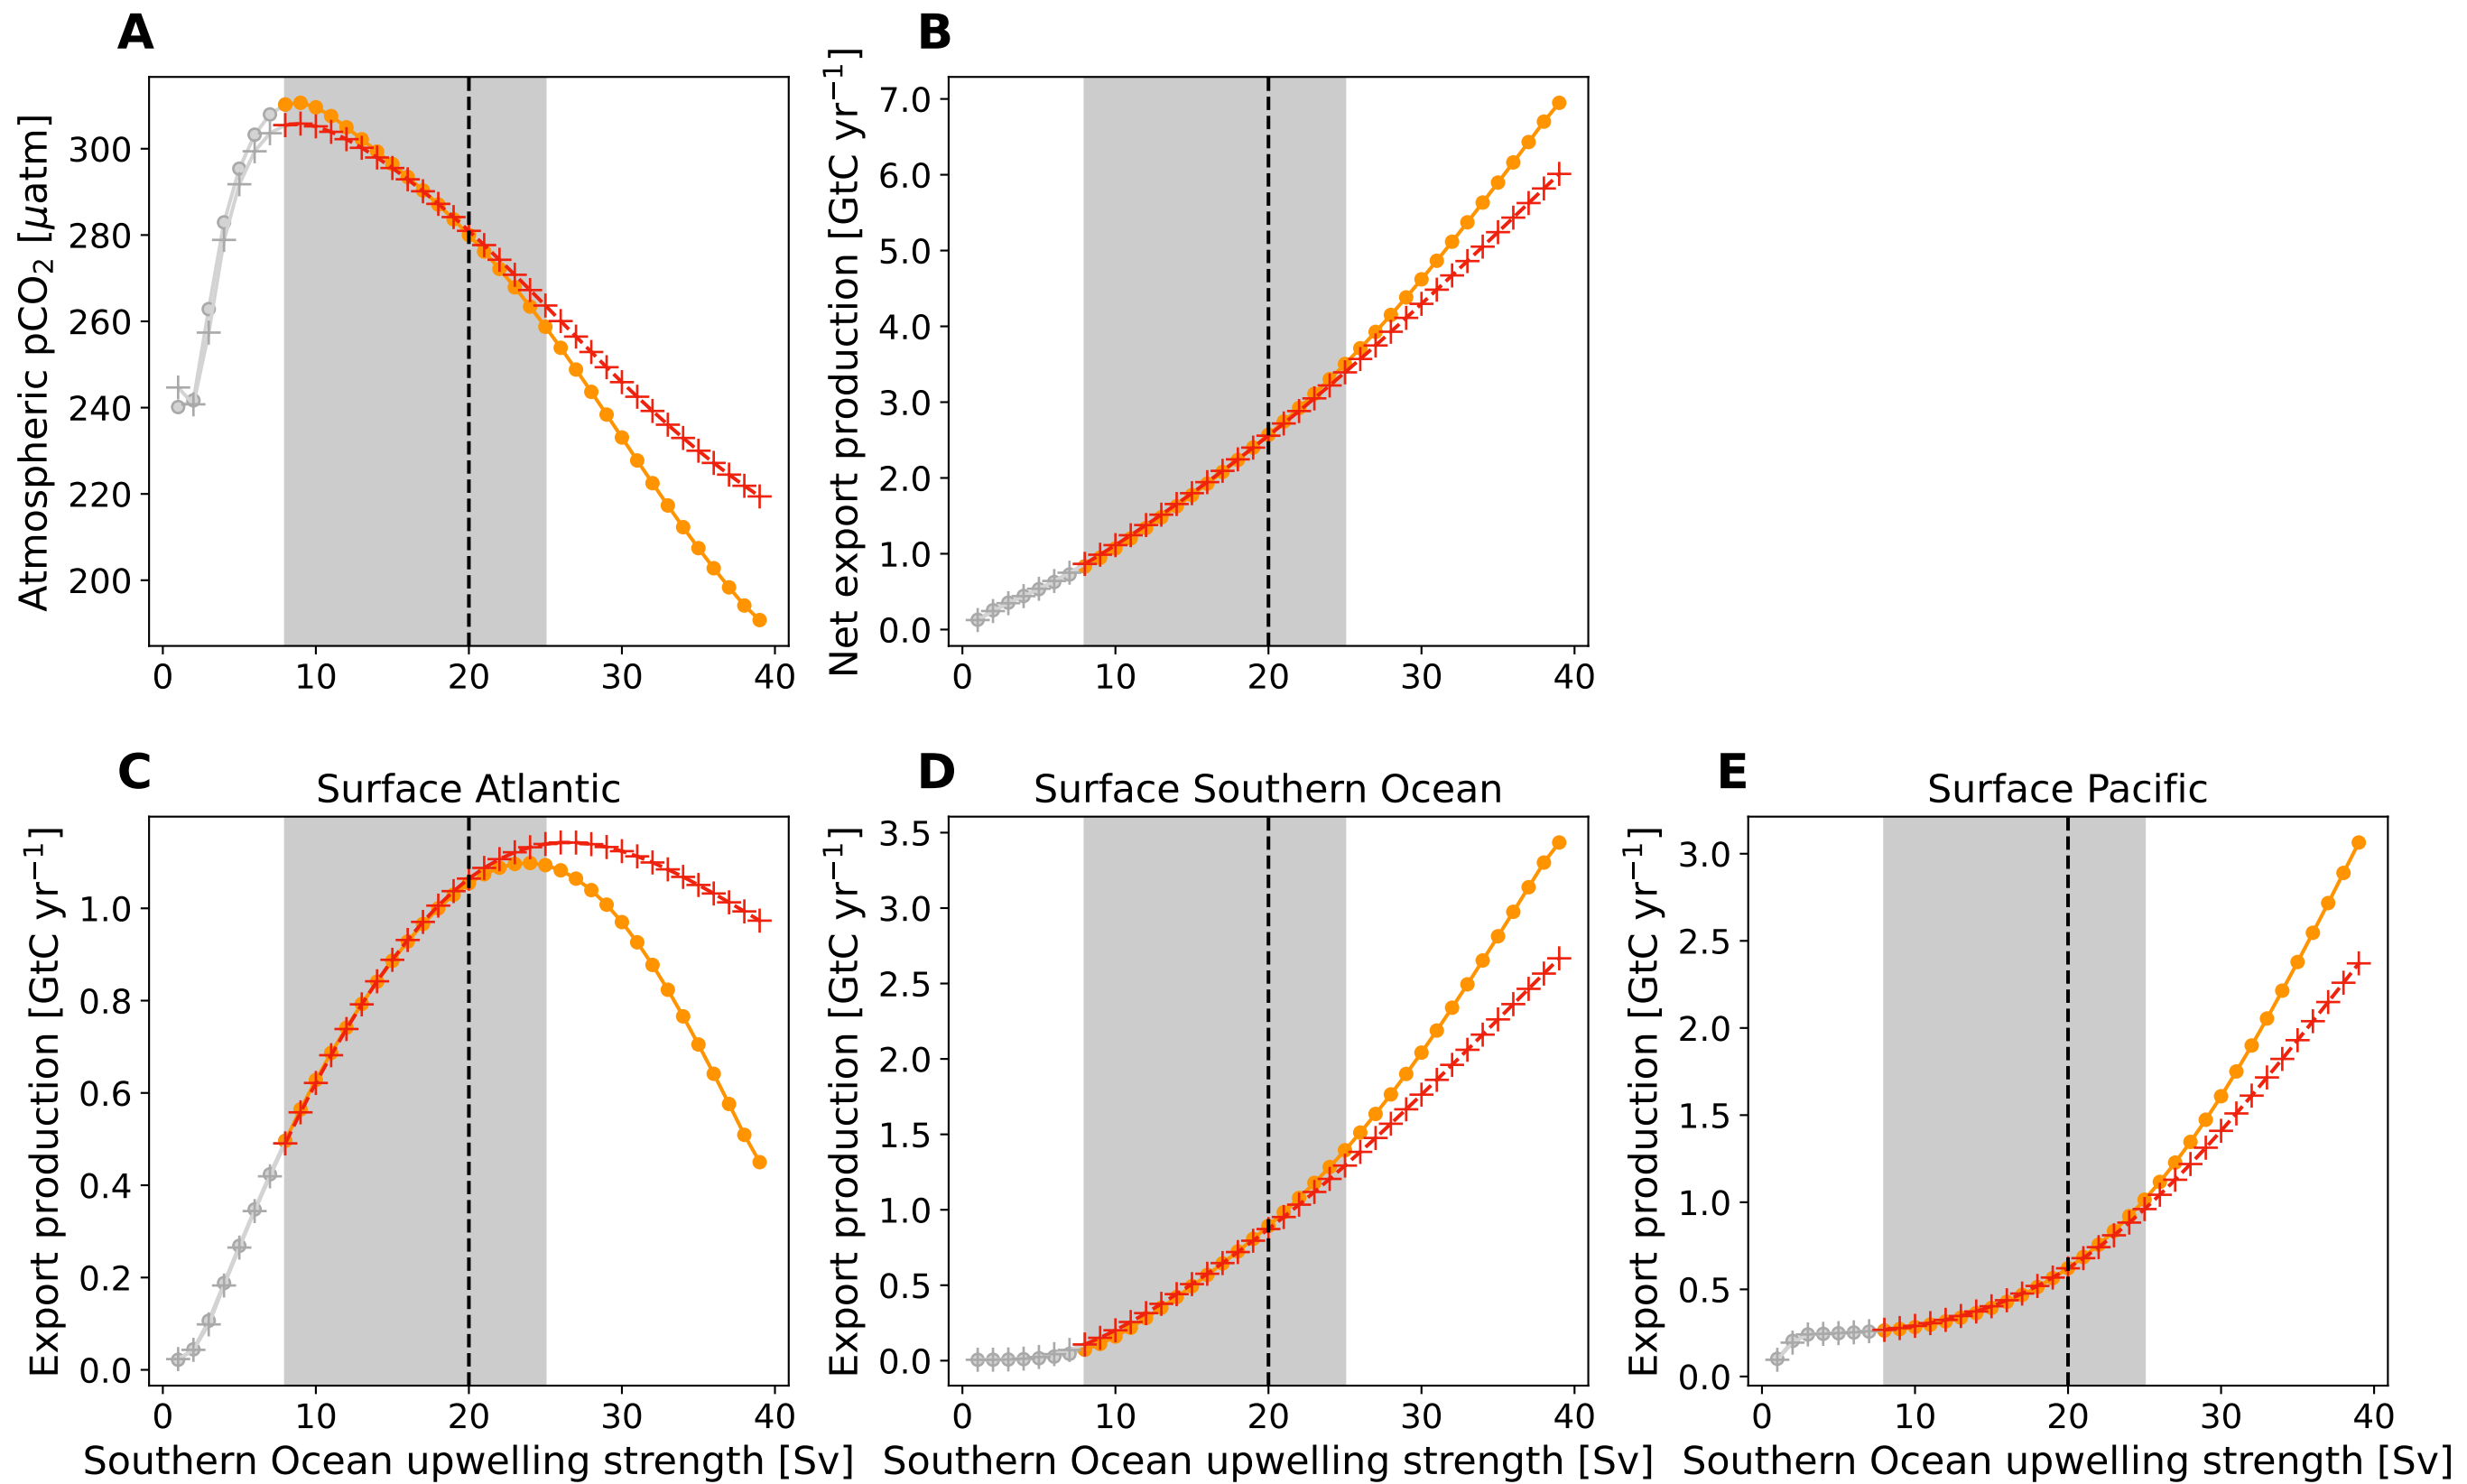 A
B
Atmospheric pCO₂ [μatm]
300
280
260
240
220
200
0 10 20 30 40
Net export production [GtC yr⁻¹]
7.0
6.0
5.0
4.0
3.0
2.0
1.0
0.0
0 10 20 30 40
C
Surface Atlantic
Export production [GtC yr⁻¹]
1.0
0.8
0.6
0.4
0.2
0.0
0 10 20 30 40
Southern Ocean upwelling strength [Sv]
D
Surface Southern Ocean
Export production [GtC yr⁻¹]
3.5
3.0
2.5
2.0
1.5
1.0
0.5
0.0
0 10 20 30 40
Southern Ocean upwelling strength [Sv]
E
Surface Pacific
Export production [GtC yr⁻¹]
3.0
2.5
2.0
1.5
1.0
0.5
0.0
0 10 20 30 40
Southern Ocean upwelling strength [Sv]